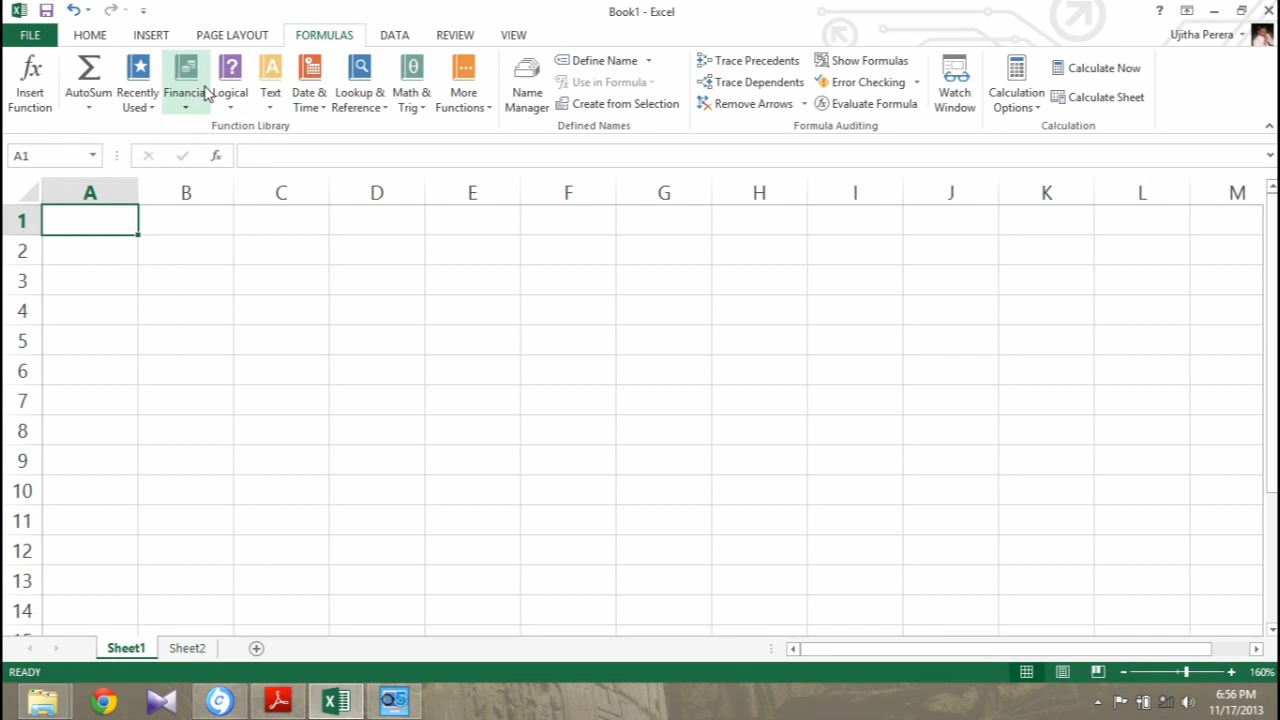 Book1 - Excel
?
FILE HOME INSERT PAGE LAYOUT FORMULAS DATA REVIEW VIEW
Ujitha Perera
fx Σ ? A θ
Insert Function
AutoSum
Recently Used
Financial
Logical
Text
Date & Time
Lookup & Reference
Math & Trig
More Functions
Function Library
Name Manager
Define Name
Use in Formula
Create from Selection
Defined Names
Trace Precedents
Trace Dependents
Remove Arrows
Show Formulas
Error Checking
Evaluate Formula
Formula Auditing
Watch Window
Calculation Options
Calculate Now
Calculate Sheet
Calculation
A1 fx
A B C D E F G H I J K L M
1
2
3
4
5
6
7
8
9
10
11
12
13
14
15
Sheet1 Sheet2
READY
160%
6:56 PM
11/17/2013